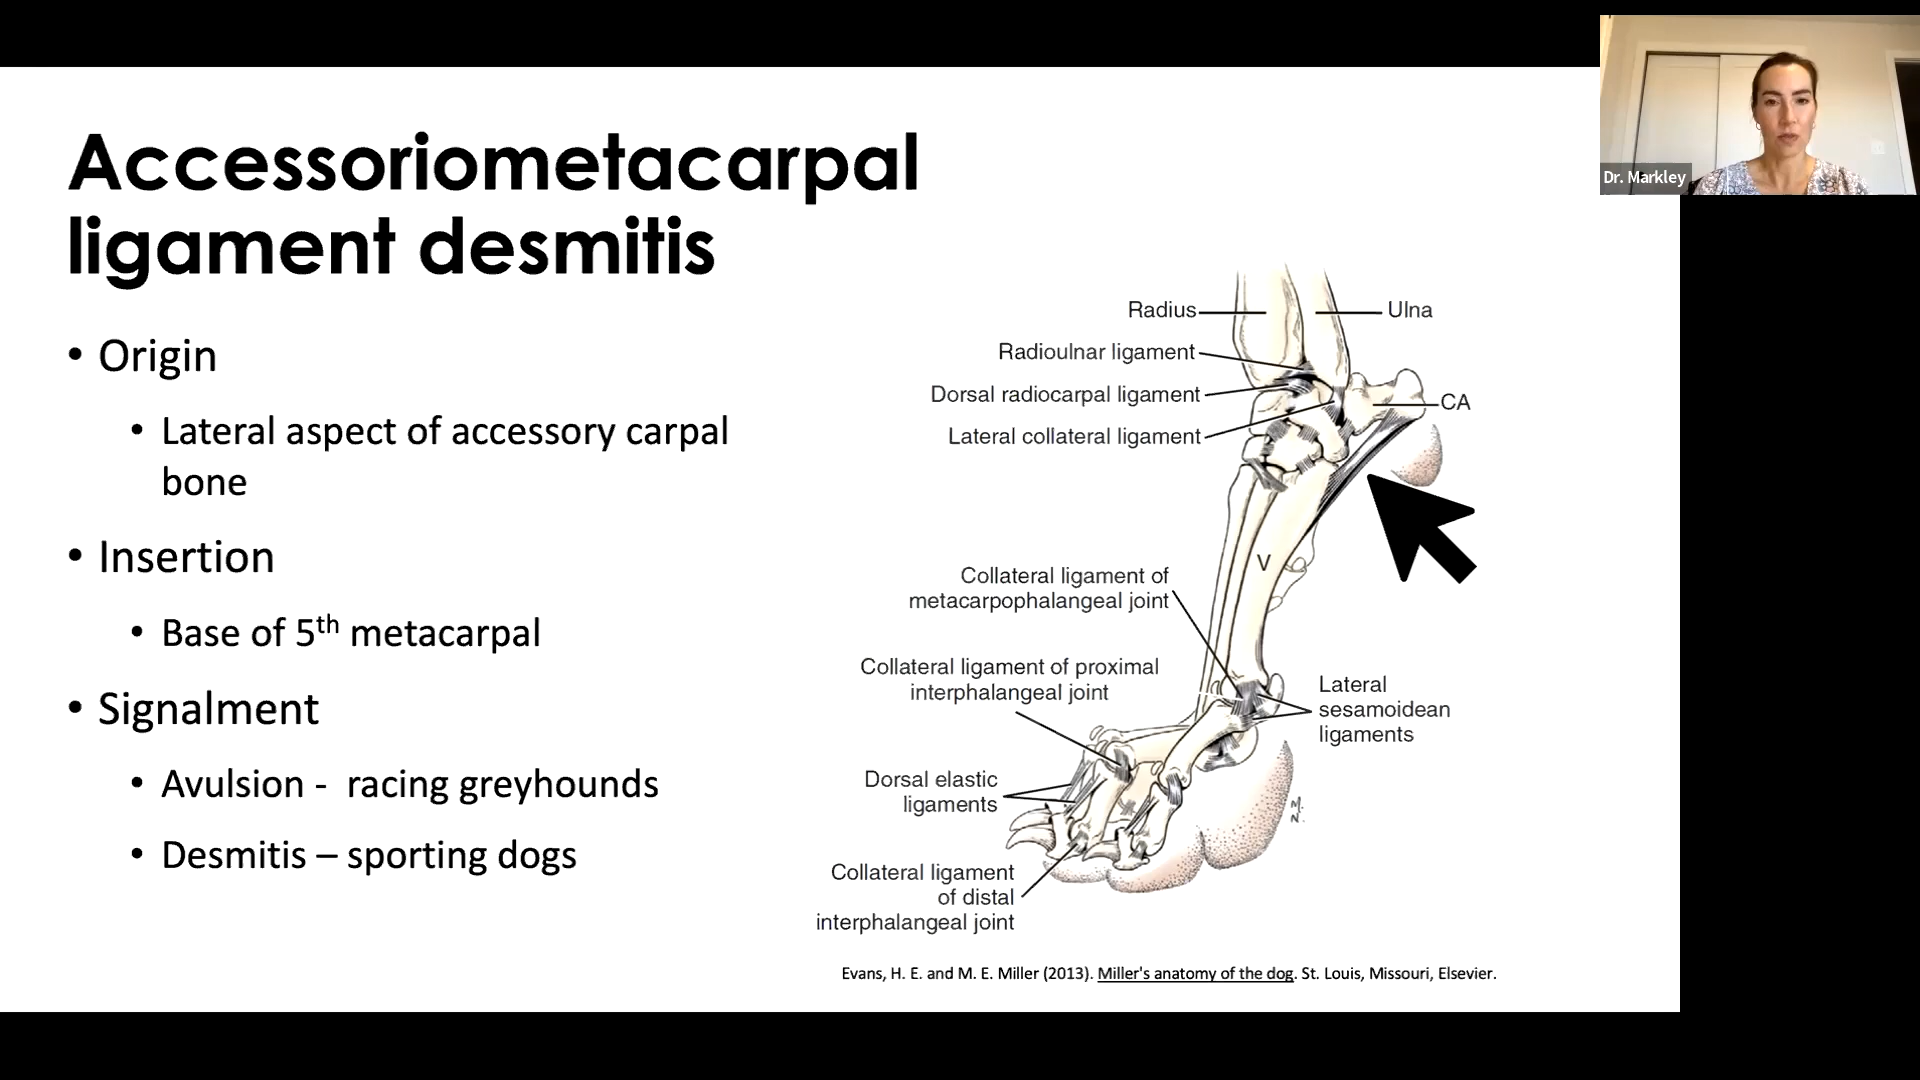 Accessoriometacarpal
ligament desmitis
• Origin
• Lateral aspect of accessory carpal
bone
• Insertion
• Base of 5th metacarpal
• Signalment
• Avulsion - racing greyhounds
• Desmitis – sporting dogs
Radius
Ulna
Radioulnar ligament
Dorsal radiocarpal ligament
CA
Lateral collateral ligament
V
Collateral ligament of
metacarpophalangeal joint
Collateral ligament of proximal
interphalangeal joint
Lateral
sesamoidean
ligaments
Dorsal elastic
ligaments
M.
N.
Collateral ligament
of distal
interphalangeal joint
Evans, H. E. and M. E. Miller (2013). Miller's anatomy of the dog. St. Louis, Missouri, Elsevier.
Dr. Markley